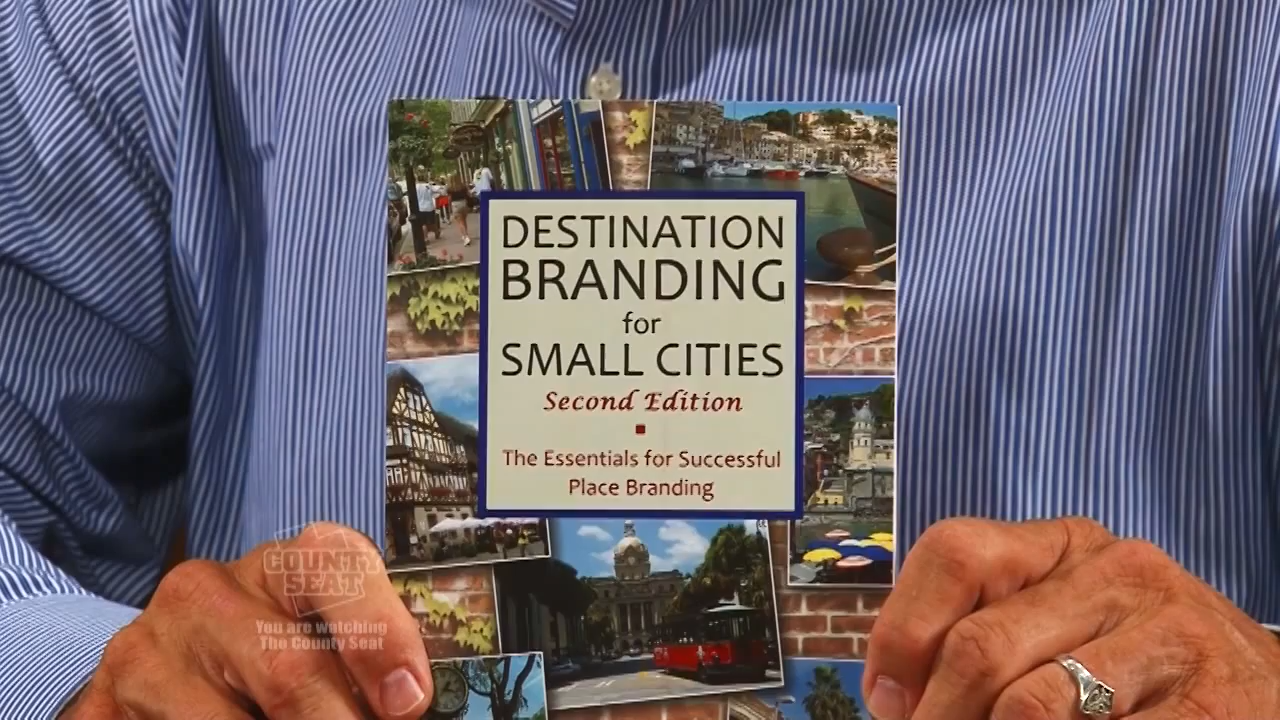 DESTINATION
BRANDING
for
SMALL CITIES
Second Edition
The Essentials for Successful
Place Branding
COUNTY
SEAT
You are watching
The County Seat